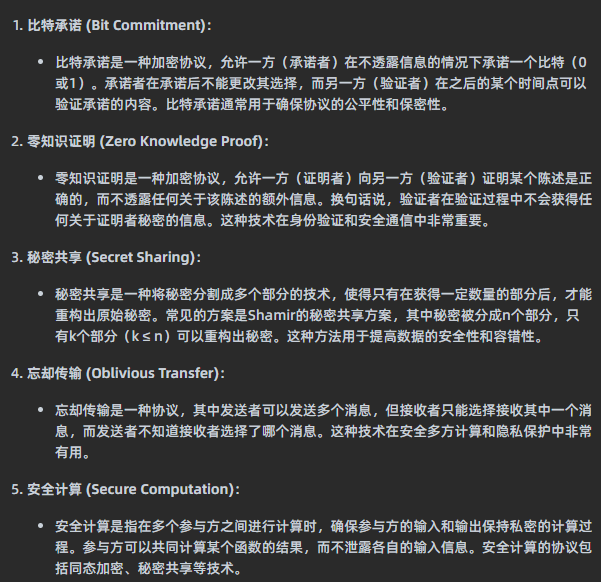 1. 比特承诺 (Bit Commitment)：
• 比特承诺是一种加密协议，允许一方（承诺者）在不透露信息的情况下承诺一个比特（0
或1）。承诺者在承诺后不能更改其选择，而另一方（验证者）在之后的某个时间点可以
验证承诺的内容。比特承诺通常用于确保协议的公平性和保密性。
2. 零知识证明 (Zero Knowledge Proof)：
• 零知识证明是一种加密协议，允许一方（证明者）向另一方（验证者）证明某个陈述是正
确的，而不透露任何关于该陈述的额外信息。换句话说，验证者在验证过程中不会获得任
何关于证明者秘密的信息。这种技术在身份验证和安全通信中非常重要。
3. 秘密共享 (Secret Sharing)：
• 秘密共享是一种将秘密分割成多个部分的技术，使得只有在获得一定数量的部分后，才能
重构出原始秘密。常见的方案是Shamir的秘密共享方案，其中秘密被分成n个部分，只
有k个部分（k ≤ n）可以重构出秘密。这种方法用于提高数据的安全性和容错性。
4. 忘却传输 (Oblivious Transfer)：
• 忘却传输是一种协议，其中发送者可以发送多个消息，但接收者只能选择接收其中一个消
息，而发送者不知道接收者选择了哪个消息。这种技术在安全多方计算和隐私保护中非常
有用。
5. 安全计算 (Secure Computation)：
• 安全计算是指在多个参与方之间进行计算时，确保参与方的输入和输出保持私密的计算过
程。参与方可以共同计算某个函数的结果，而不泄露各自的输入信息。安全计算的协议包
括同态加密、秘密共享等技术。